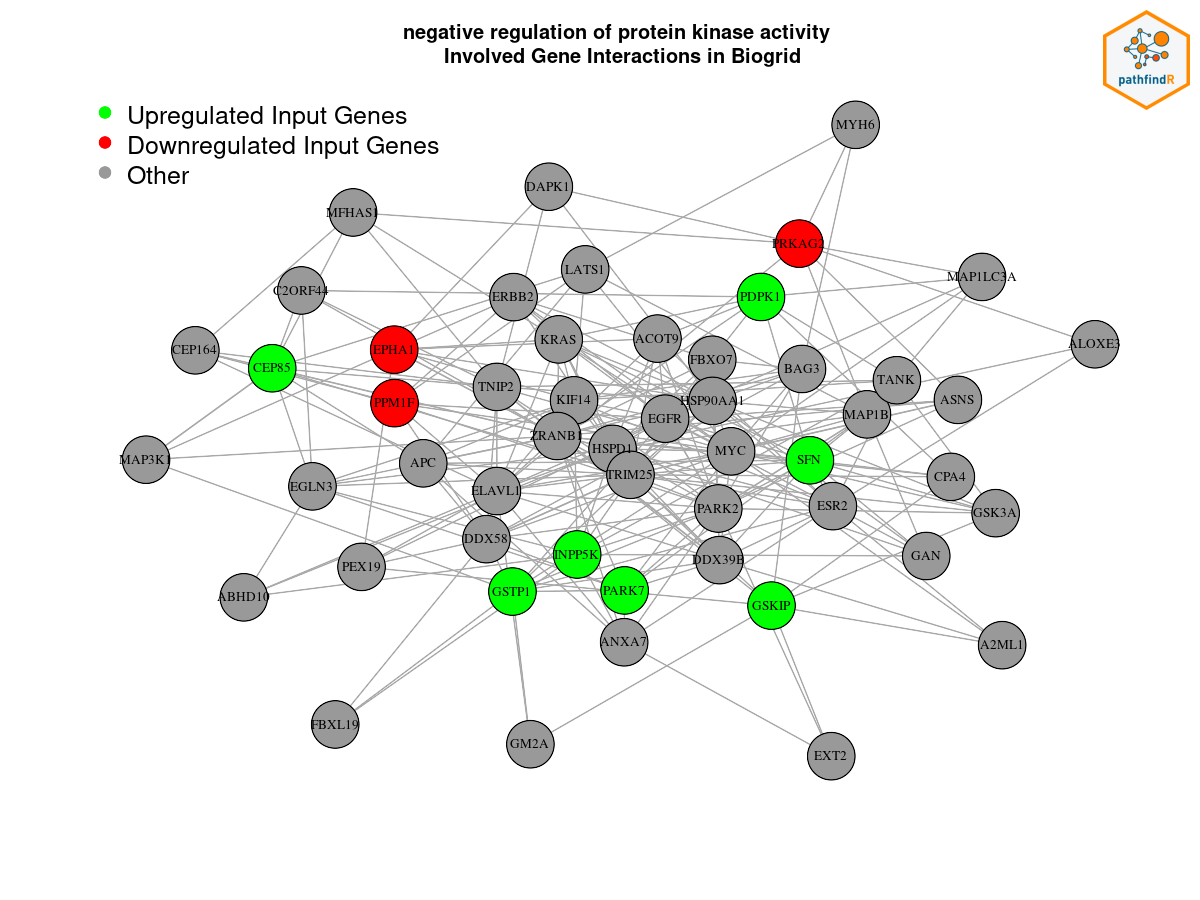 negative regulation of protein kinase activity
Involved Gene Interactions in Biogrid
pathfindR
Upregulated Input Genes
Downregulated Input Genes
Other
MYH6
DAPK1
MFHAS1
LATS1
MAP1LC3A
C2ORF44
ERBB2
PDPK1
KRAS
ACOT9
ALOXE3
CEP164
EPHA1
FBXO7
CEP85
BAG3
TANK
TNIP2
KIF14
HSP90AA1
ASNS
PPM1F
MAP1B
EGFR
ZRANB1
HSPD1
MYC
MAP3K1
APC
SFN
TRIM25
CPA4
EGLN3
ELAVL1
PARK2
ESR2
GSK3A
DDX58
INPP5K
DDX39B
GAN
PEX19
ABHD10
GSTP1
PARK7
GSKIP
ANXA7
A2ML1
FBXL19
GM2A
EXT2